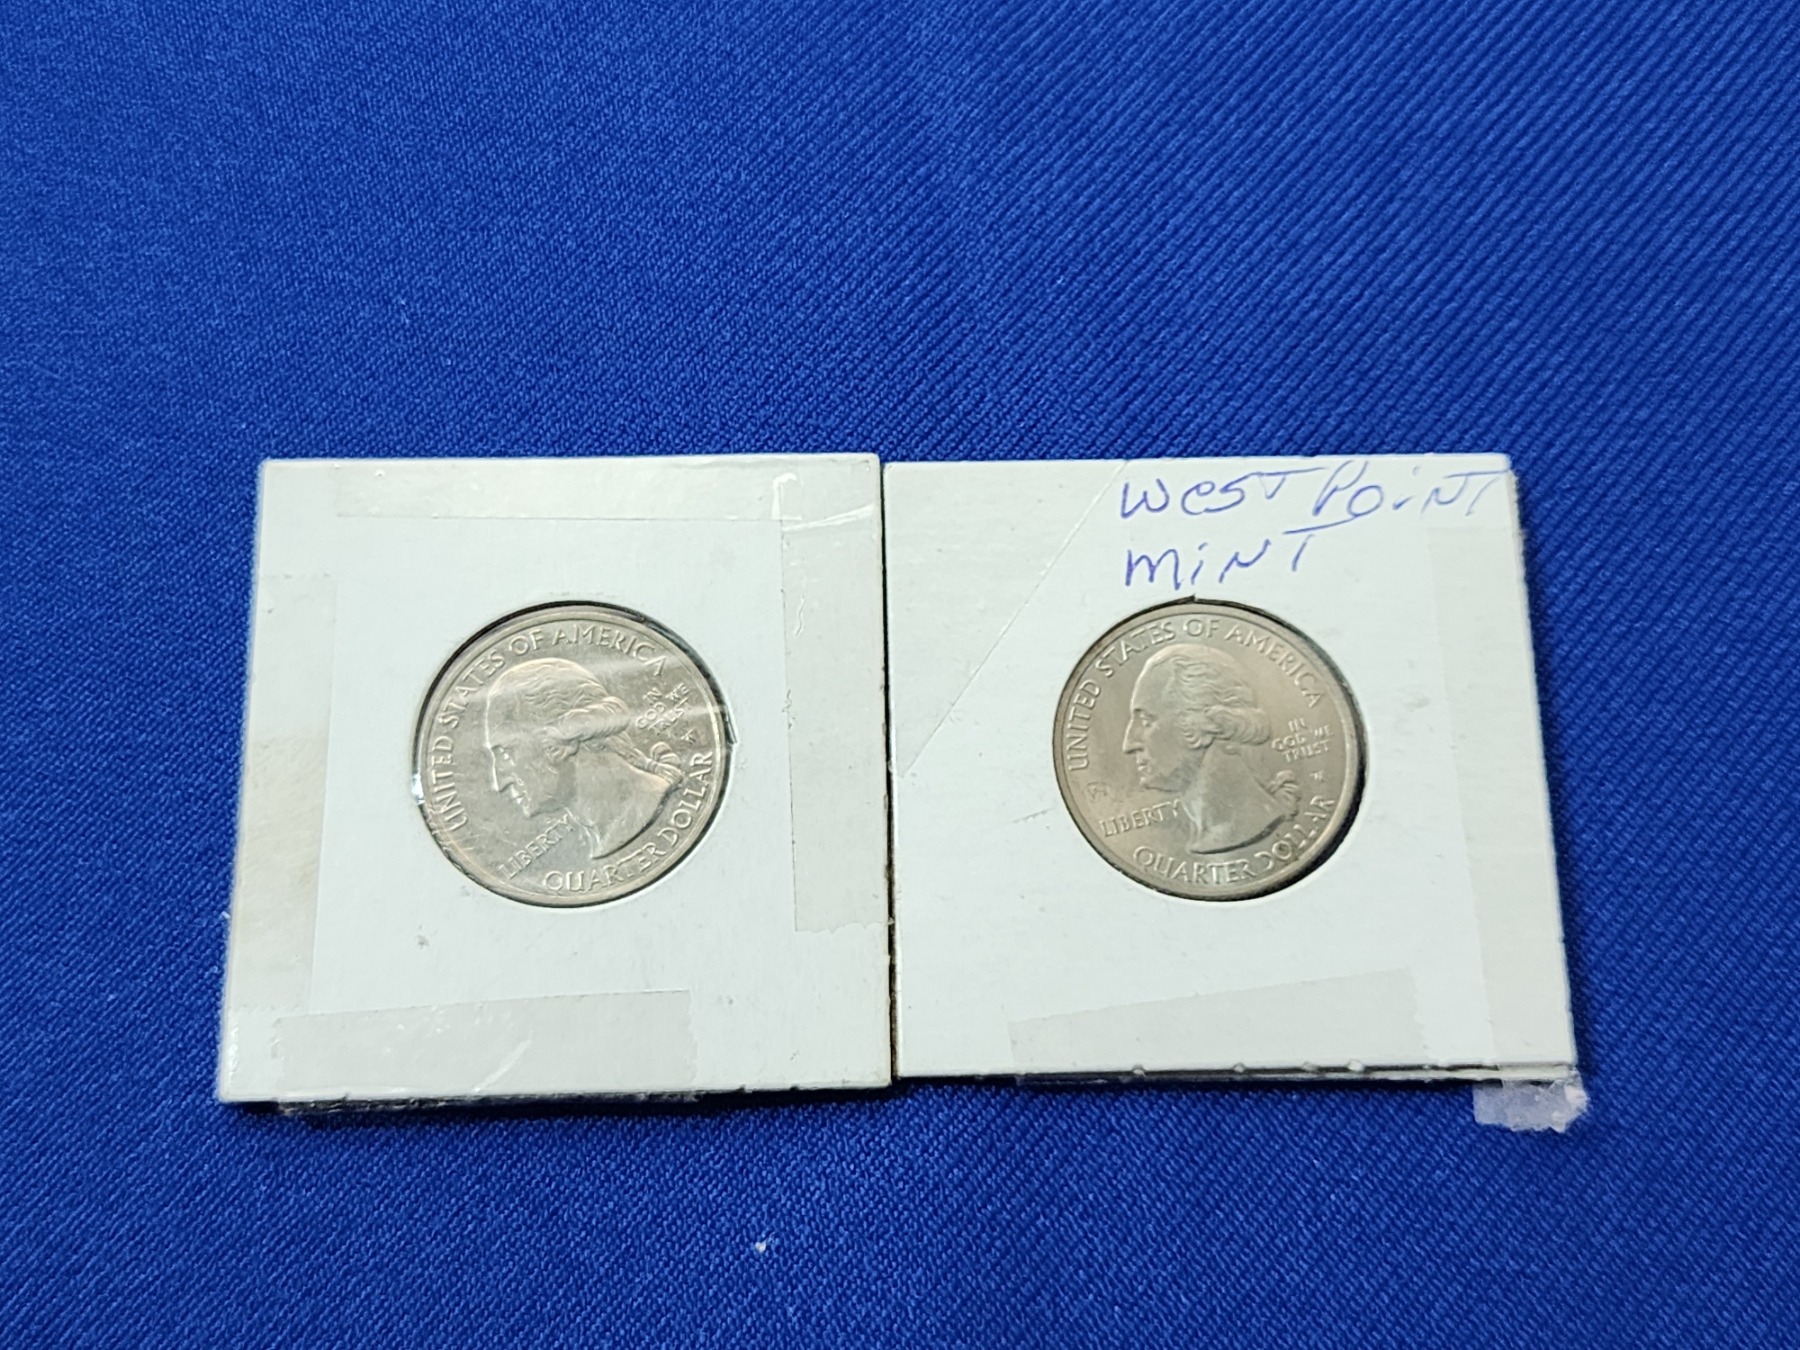 West Point
MINT
UNITED STATES OF AMERICA
IN
GOD WE
TRUST
W
LIBERTY
QUARTER DOLLAR
UNITED STATES OF AMERICA
IN
GOD WE
TRUST
W
LIBERTY
QUARTER DOLLAR